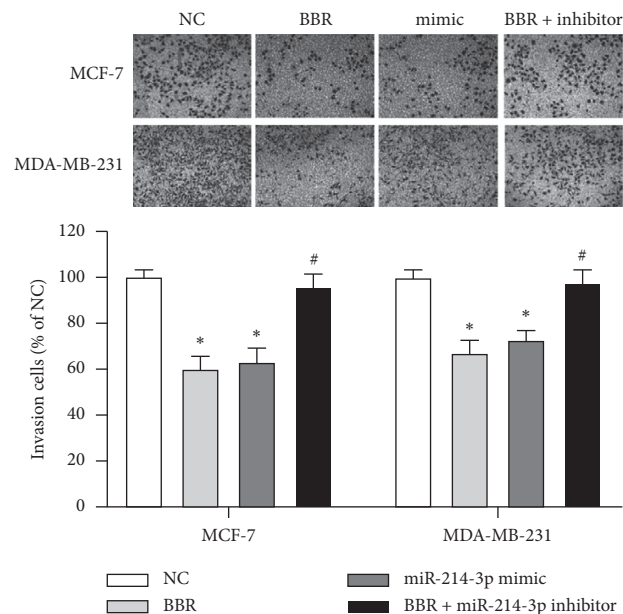 NC BBR mimic BBR + inhibitor
MCF-7
MDA-MB-231
120
100
80
60
40
20
0
Invasion cells (% of NC)
* * #
* * #
MCF-7 MDA-MB-231
NC miR-214-3p mimic
BBR BBR + miR-214-3p inhibitor